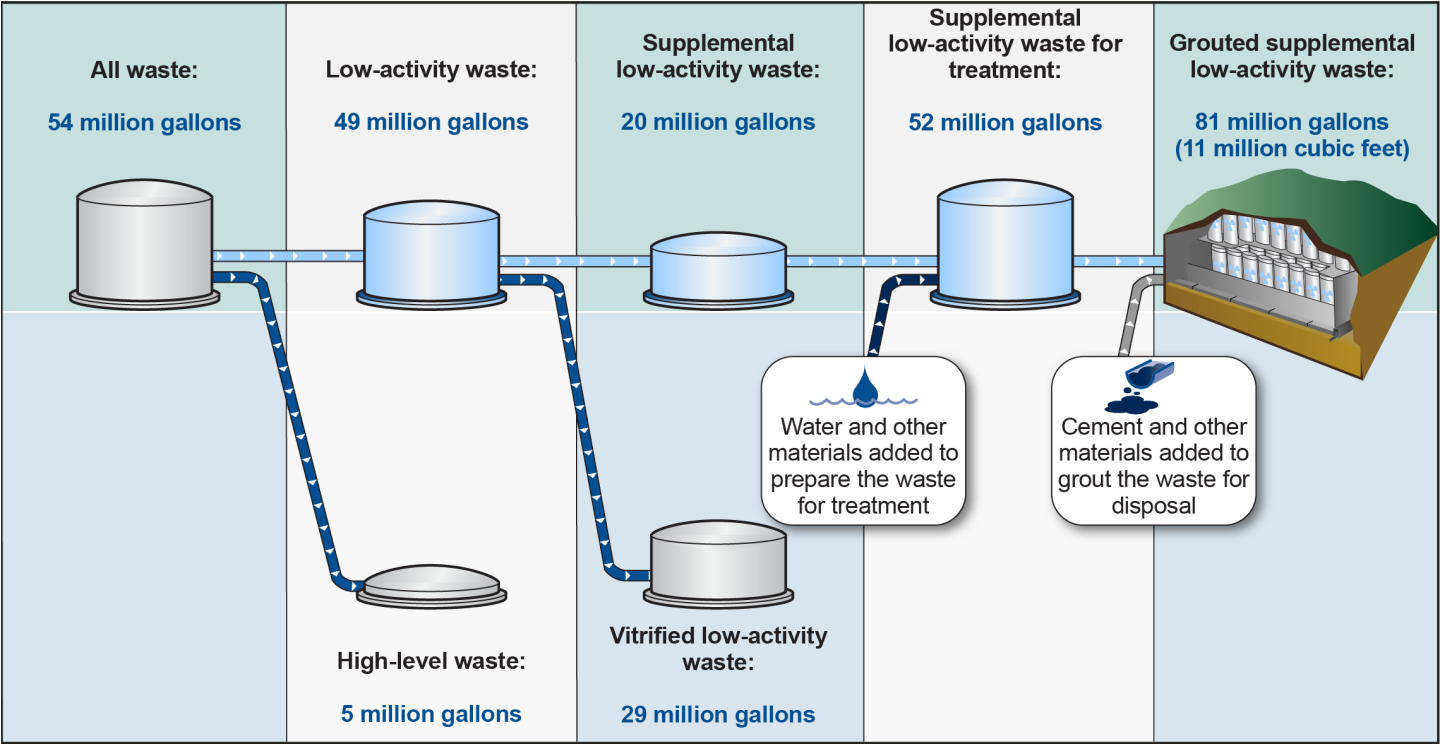 All waste:
54 million gallons
Low-activity waste:
49 million gallons
Supplemental
low-activity waste:
20 million gallons
Supplemental
low-activity waste for
treatment:
52 million gallons
Grouted supplemental
low-activity waste:
81 million gallons
(11 million cubic feet)
Water and other
materials added to
prepare the waste
for treatment
Cement and other
materials added to
grout the waste for
disposal
High-level waste:
5 million gallons
Vitrified low-activity
waste:
29 million gallons